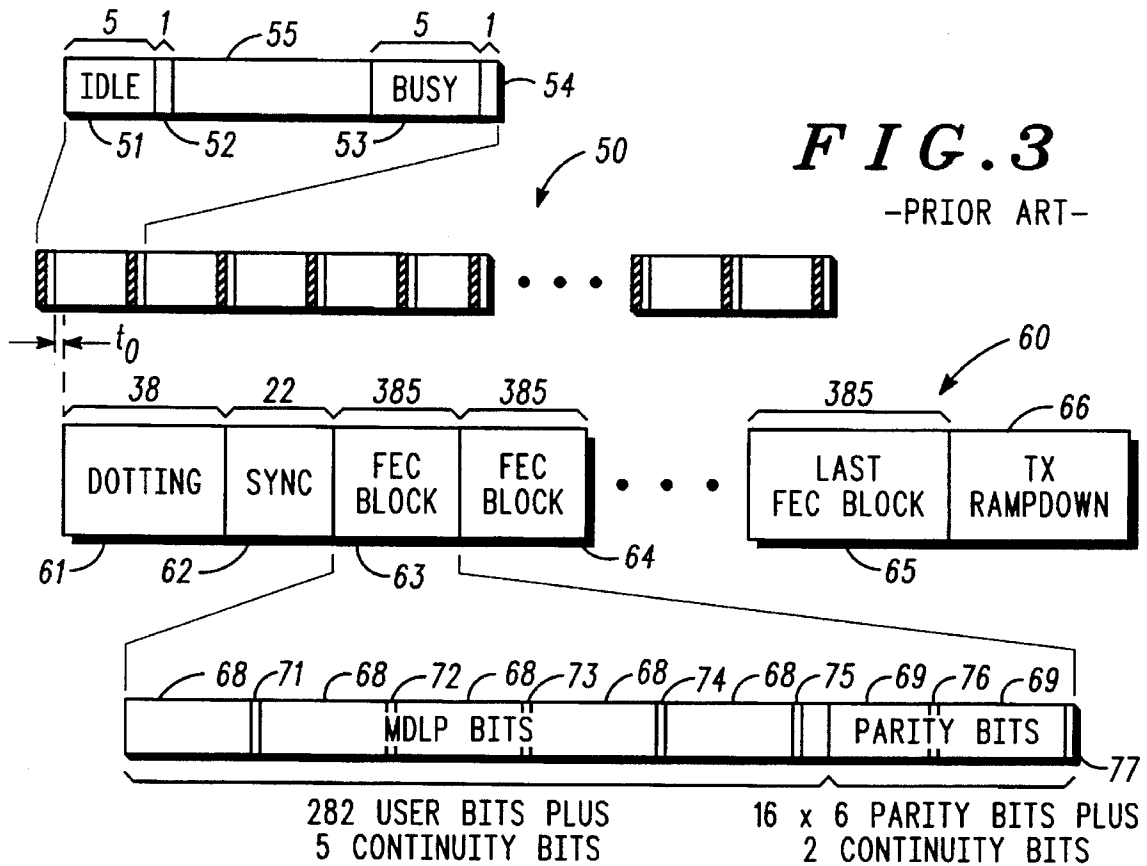 5 1 55 5 1
IDLE BUSY 54
51 52 53
50
FIG.3
-PRIOR ART-
t0
60
38 22 385 385 385 66
DOTTING SYNC FEC BLOCK FEC BLOCK LAST FEC BLOCK TX RAMPDOWN
61 62 63 64 65
68 71 68 72 68 73 68 74 68 75 69 76 69
MDLP BITS PARITY BITS
77
282 USER BITS PLUS
5 CONTINUITY BITS
16 x 6 PARITY BITS PLUS
2 CONTINUITY BITS